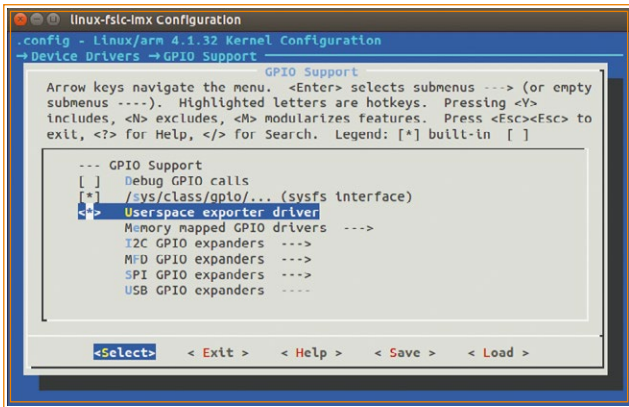 linux-fslc-imx Configuration
.config - Linux/arm 4.1.32 Kernel Configuration
→ Device Drivers → GPIO Support
GPIO Support
Arrow keys navigate the menu. <Enter> selects submenus ---> (or empty
submenus ----). Highlighted letters are hotkeys. Pressing <Y>
includes, <N> excludes, <M> modularizes features. Press <Esc><Esc> to
exit, <?> for Help, </> for Search. Legend: [*] built-in [ ]
--- GPIO Support
[ ] Debug GPIO calls
[*] /sys/class/gpio/... (sysfs interface)
<*> Userspace exporter driver
Memory mapped GPIO drivers --->
I2C GPIO expanders --->
MFD GPIO expanders --->
SPI GPIO expanders --->
USB GPIO expanders ----
<Select> < Exit > < Help > < Save > < Load >